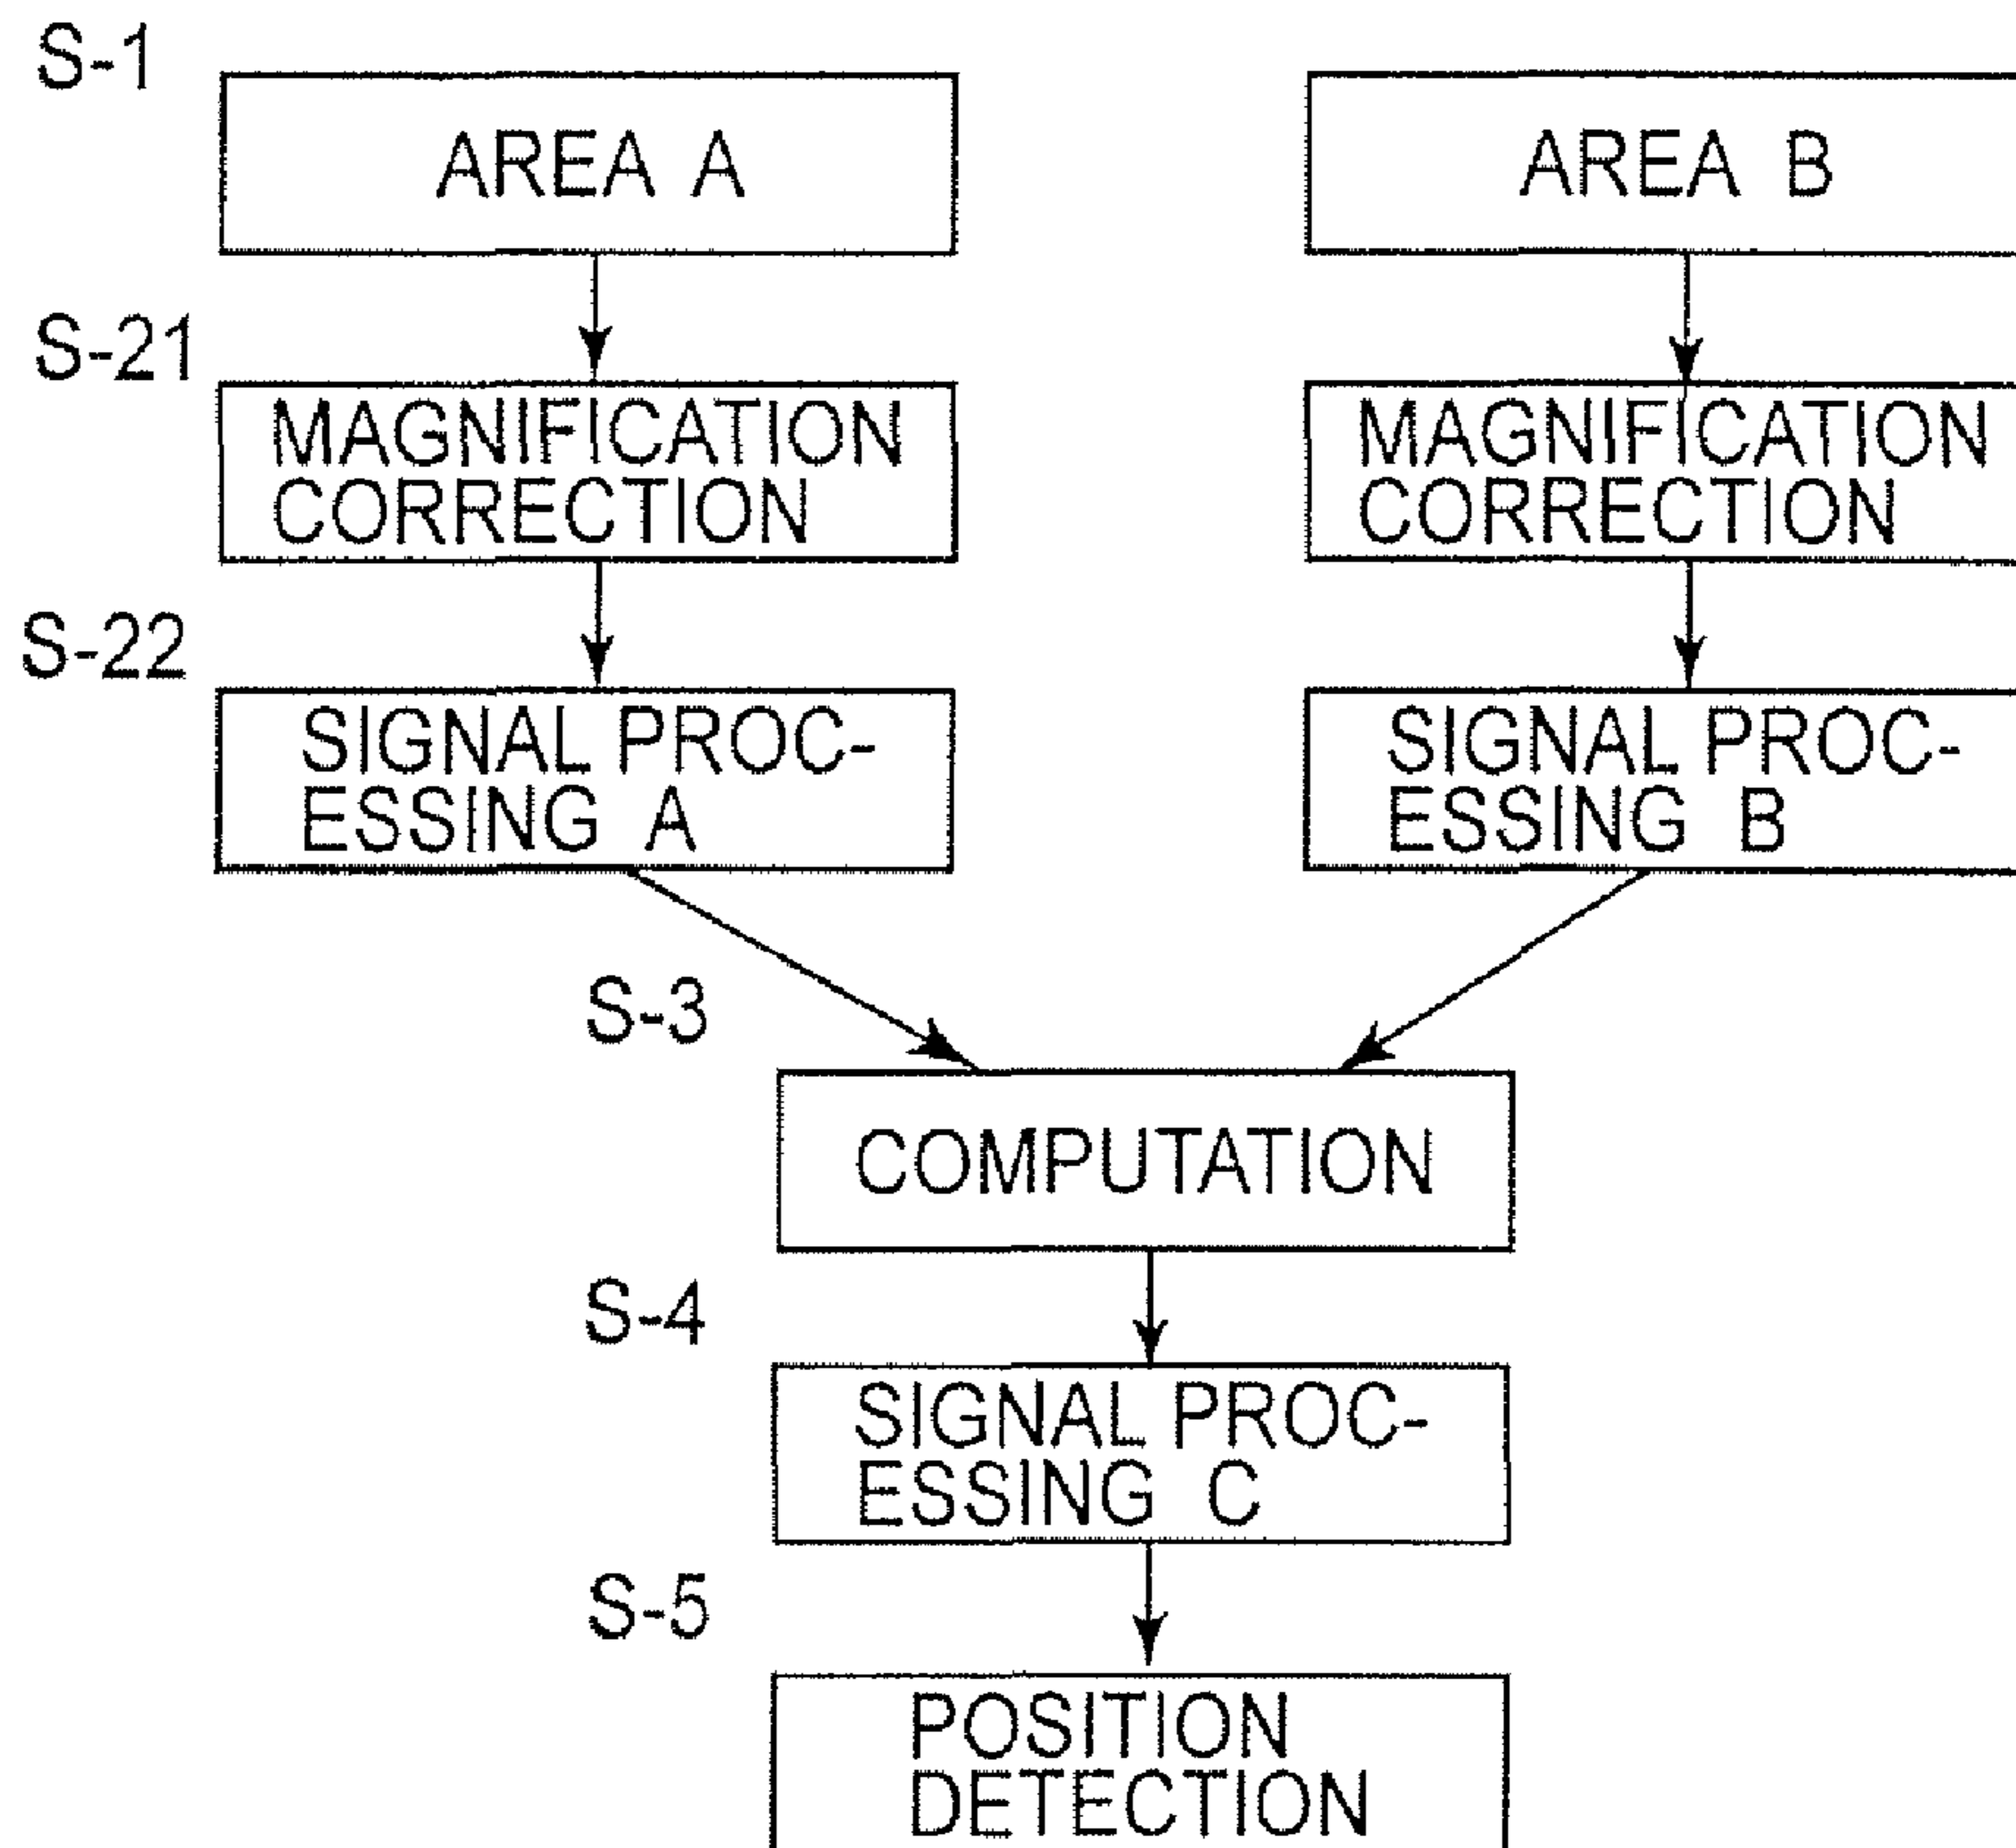 S-1
AREA A
AREA B
S-21
MAGNIFICATION
CORRECTION
MAGNIFICATION
CORRECTION
S-22
SIGNAL PROC-
ESSING A
SIGNAL PROC-
ESSING B
S-3
COMPUTATION
S-4
SIGNAL PROC-
ESSING C
S-5
POSITION
DETECTION